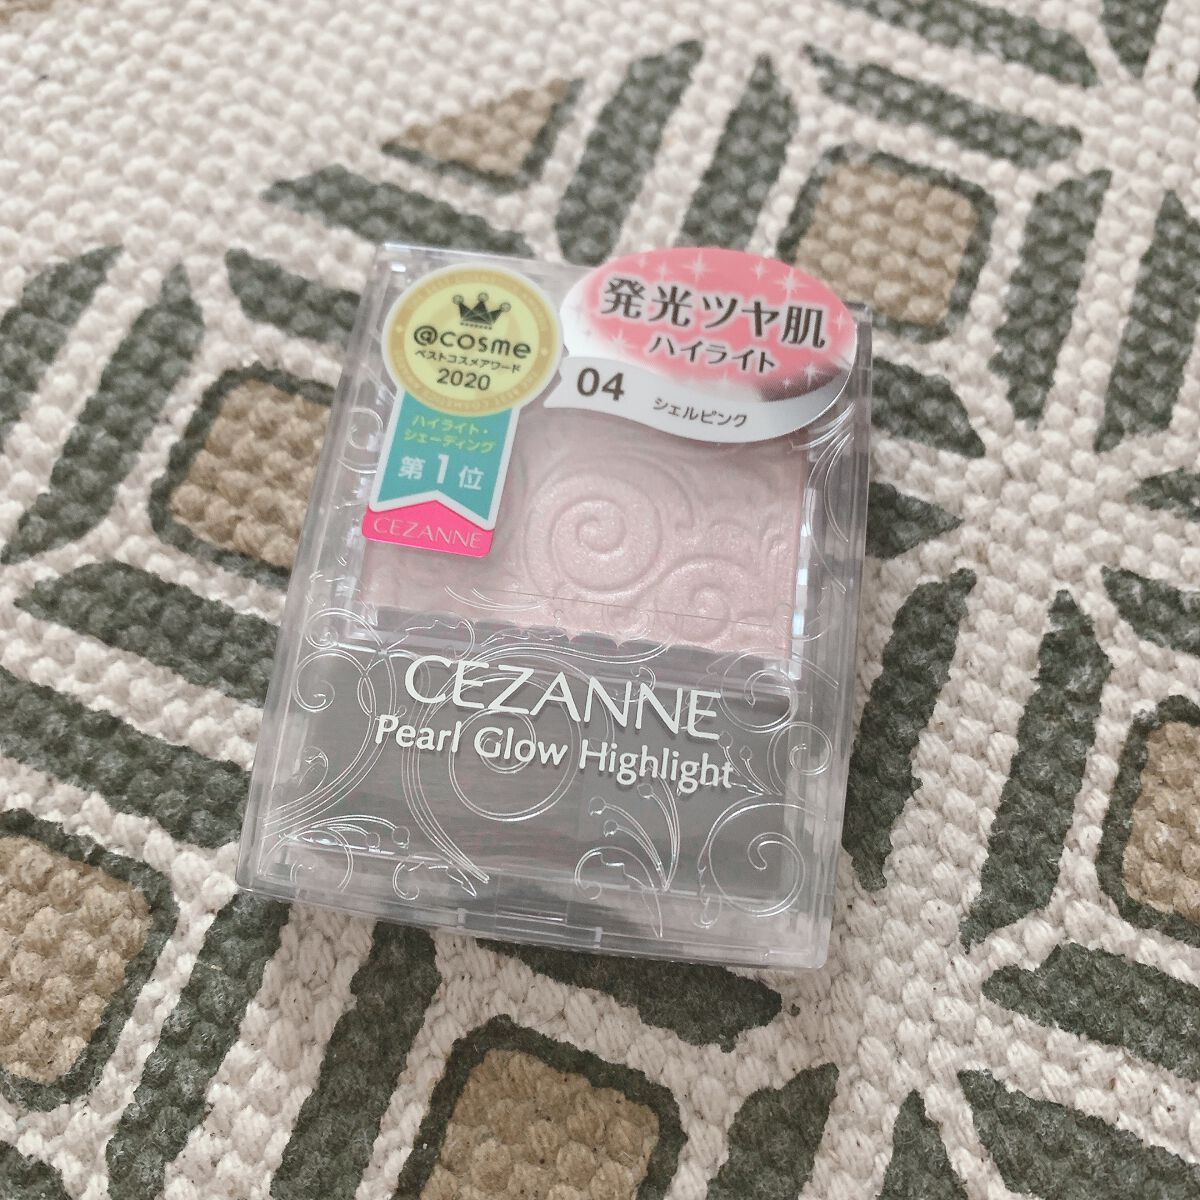 @cosme
ベストコスメアワード
2020
ハイライト・
シェーディング
第1位
CEZANNE
発光ツヤ肌
ハイライト
04 シェルピンク
CEZANNE
Pearl Glow Highlight